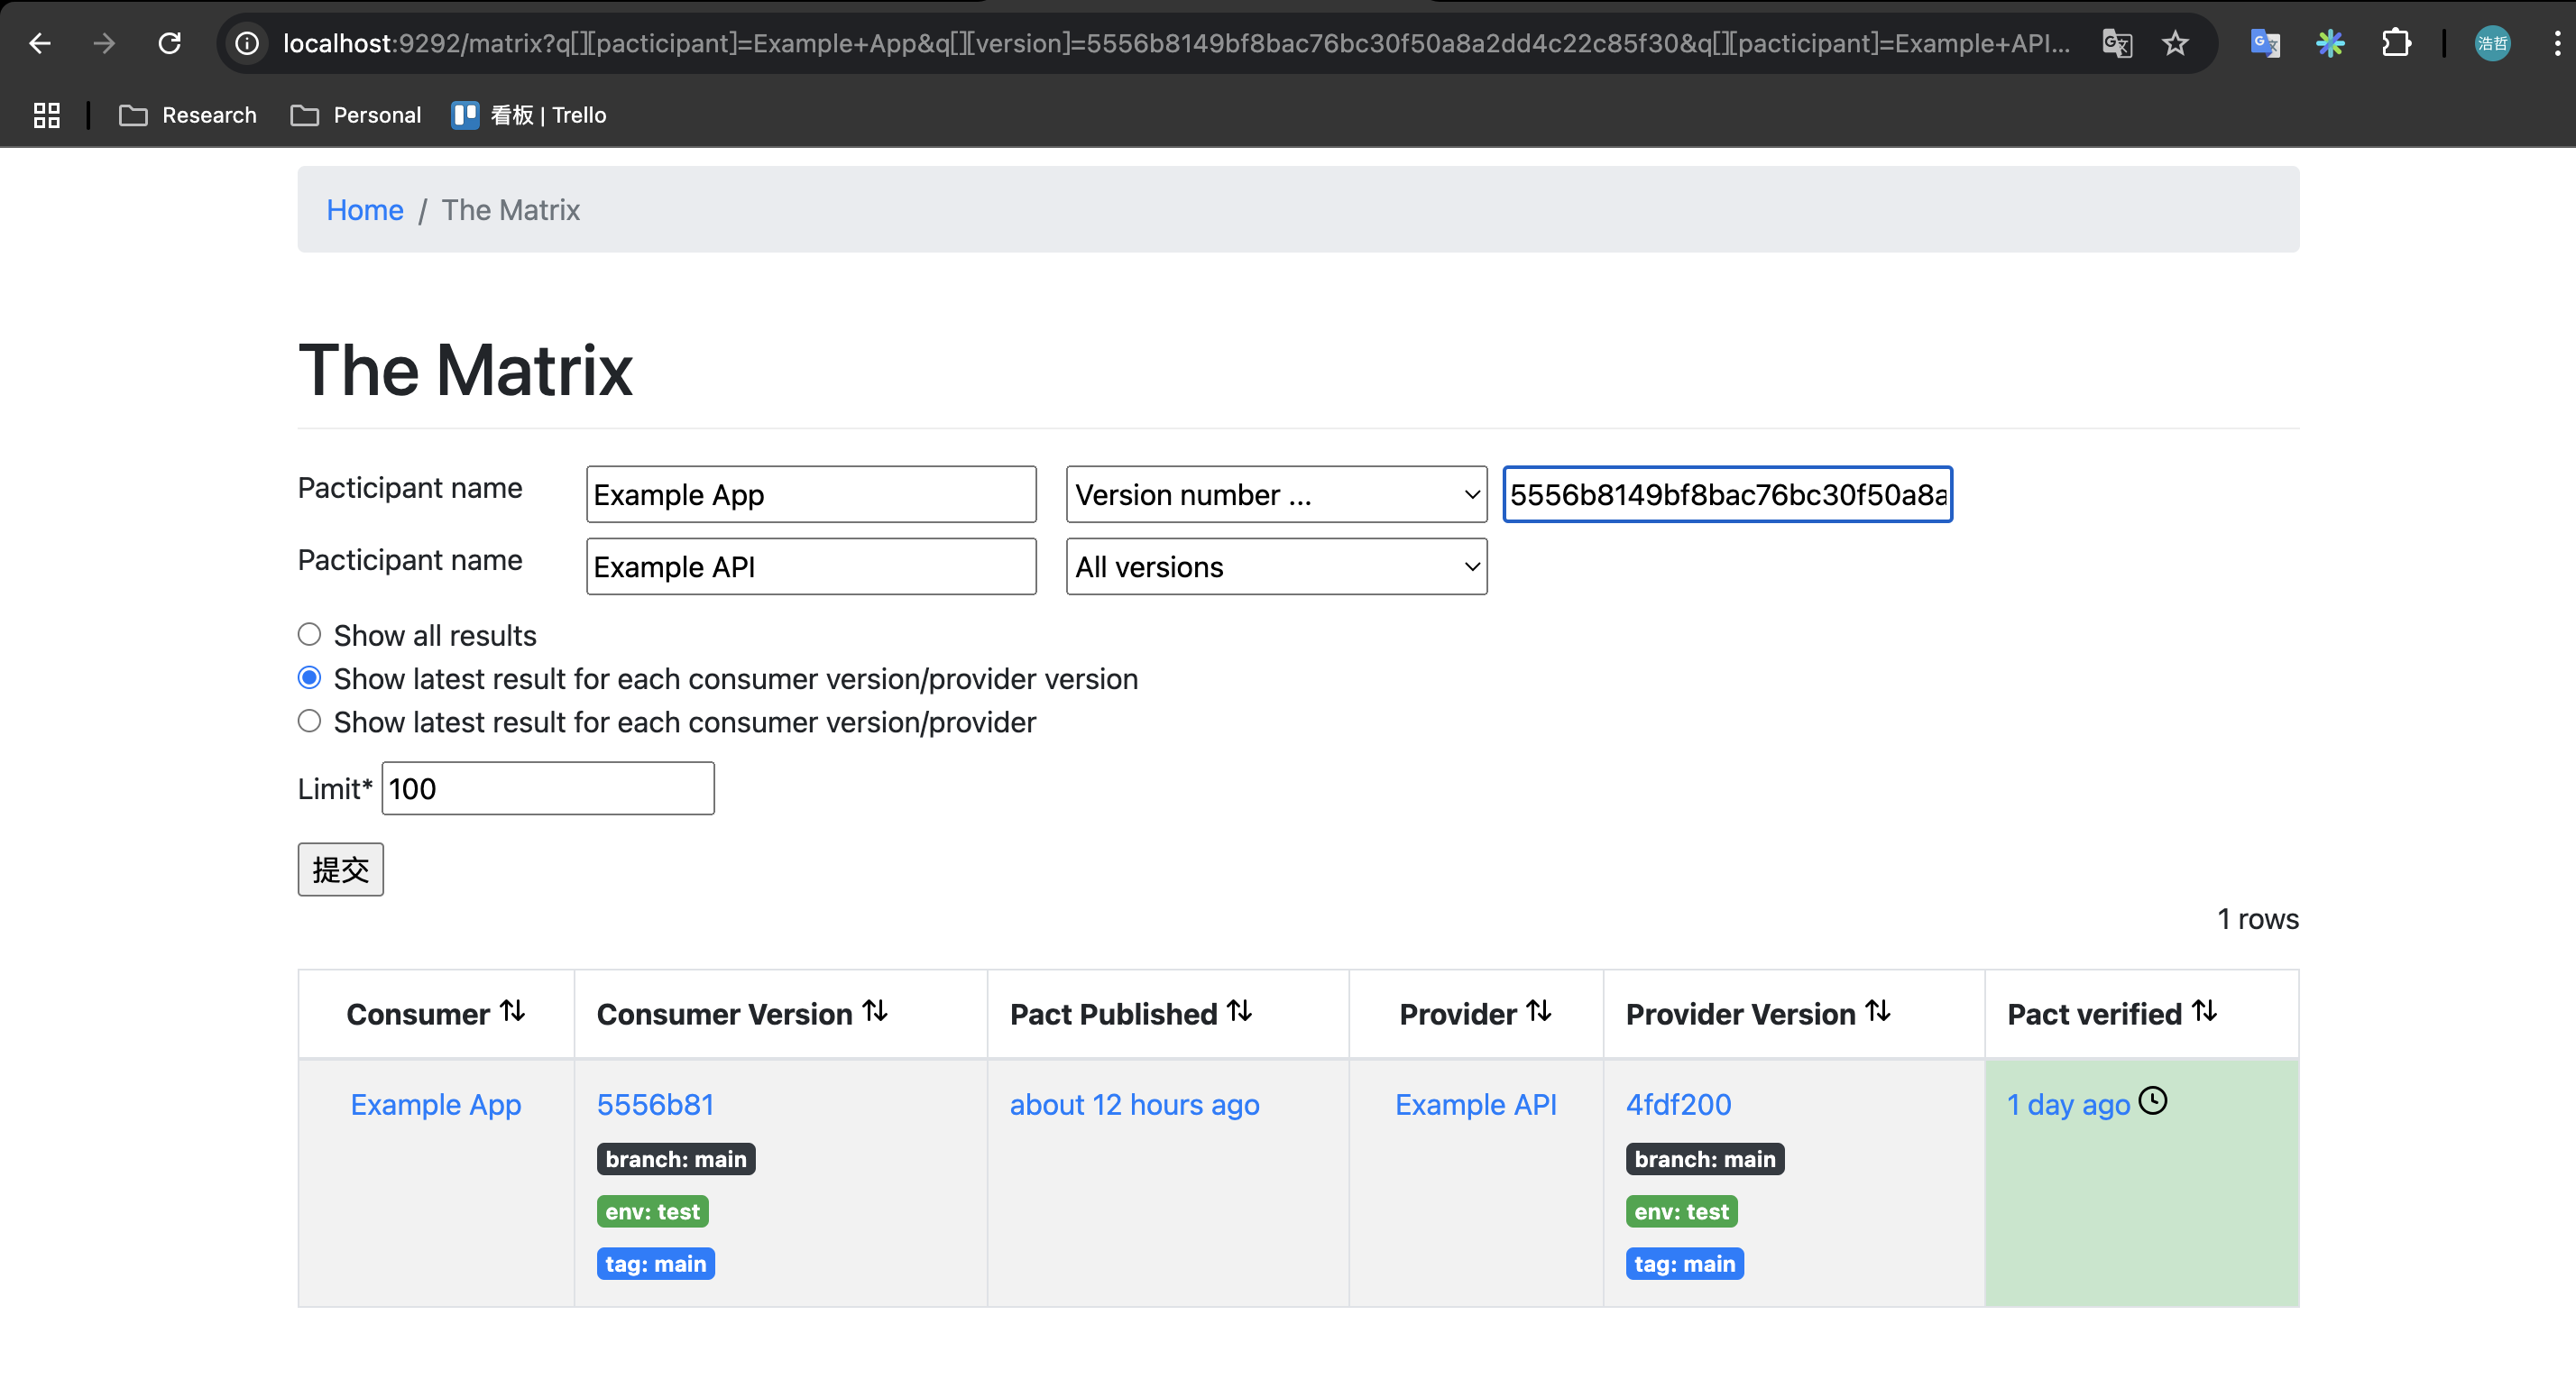 localhost:9292/matrix?q[][pacticipant]=Example+App&q[][version]=5556b8149bf8bac76bc30f50a8a2dd4c22c85f30&q[][pacticipant]=Example+API...
浩哲
Research
Personal
看板 | Trello
Home / The Matrix
The Matrix
Pacticipant name Example App Version number ... 5556b8149bf8bac76bc30f50a8a
Pacticipant name Example API All versions
Show all results
Show latest result for each consumer version/provider version
Show latest result for each consumer version/provider
Limit* 100
提交
1 rows
Consumer Consumer Version Pact Published Provider Provider Version Pact verified
Example App 5556b81 about 12 hours ago Example API 4fdf200 1 day ago
branch: main branch: main
env: test env: test
tag: main tag: main